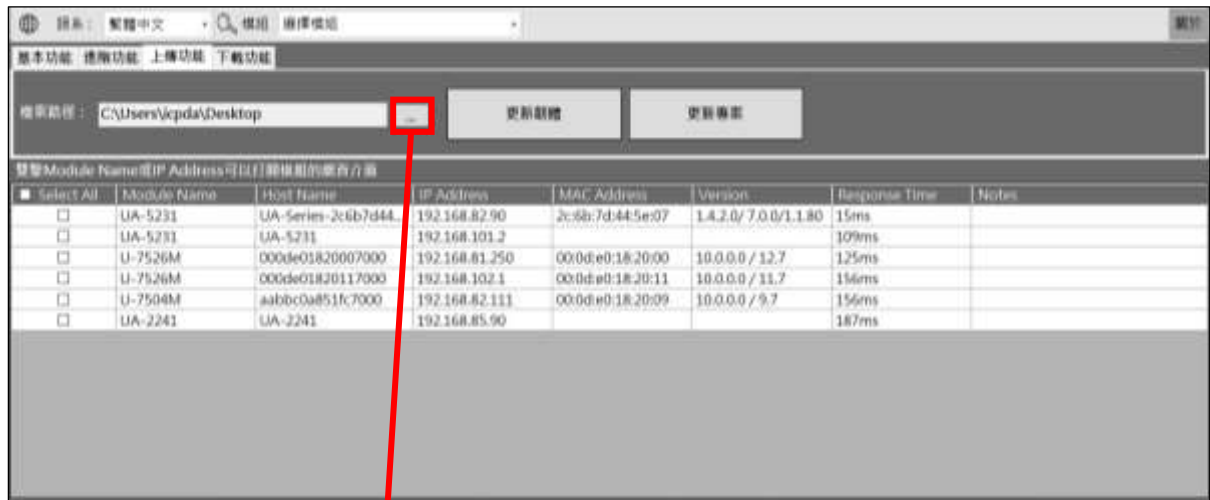 語系： 繁體中文 模組 選擇模組 關於
基本功能 進階功能 上傳功能 下載功能
檔案路徑： C:\Users\icpda\Desktop ... 更新韌體 更新專案
雙擊Module Name或IP Address可以打開模組的網頁介面
Select All Module Name Host Name IP Address MAC Address Version Response Time Notes
UA-5231 UA-Series-2c6b7d44... 192.168.82.90 2c:6b:7d:44:5e:07 1.4.2.0/ 7.0.0/1.1.80 15ms
UA-5231 UA-5231 192.168.101.2 109ms
U-7526M 000de01820007000 192.168.81.250 00:0d:e0:18:20:00 10.0.0.0 / 12.7 125ms
U-7526M 000de01820117000 192.168.102.1 00:0d:e0:18:20:11 10.0.0.0 / 11.7 156ms
U-7504M aabbc0a851fc7000 192.168.82.111 00:0d:e0:18:20:09 10.0.0.0 / 9.7 156ms
UA-2241 UA-2241 192.168.85.90 187ms